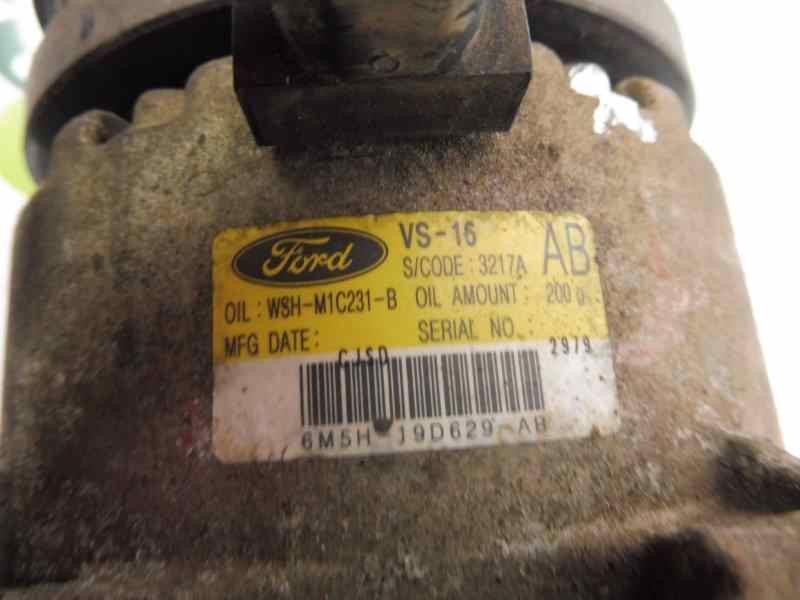 Ford VS-16 AB
S/CODE : 3217A
OIL : WSH-M1C231-B OIL AMOUNT : 200 g
MFG DATE : CJSD SERIAL NO. 2979
6M5H 19D629 AB